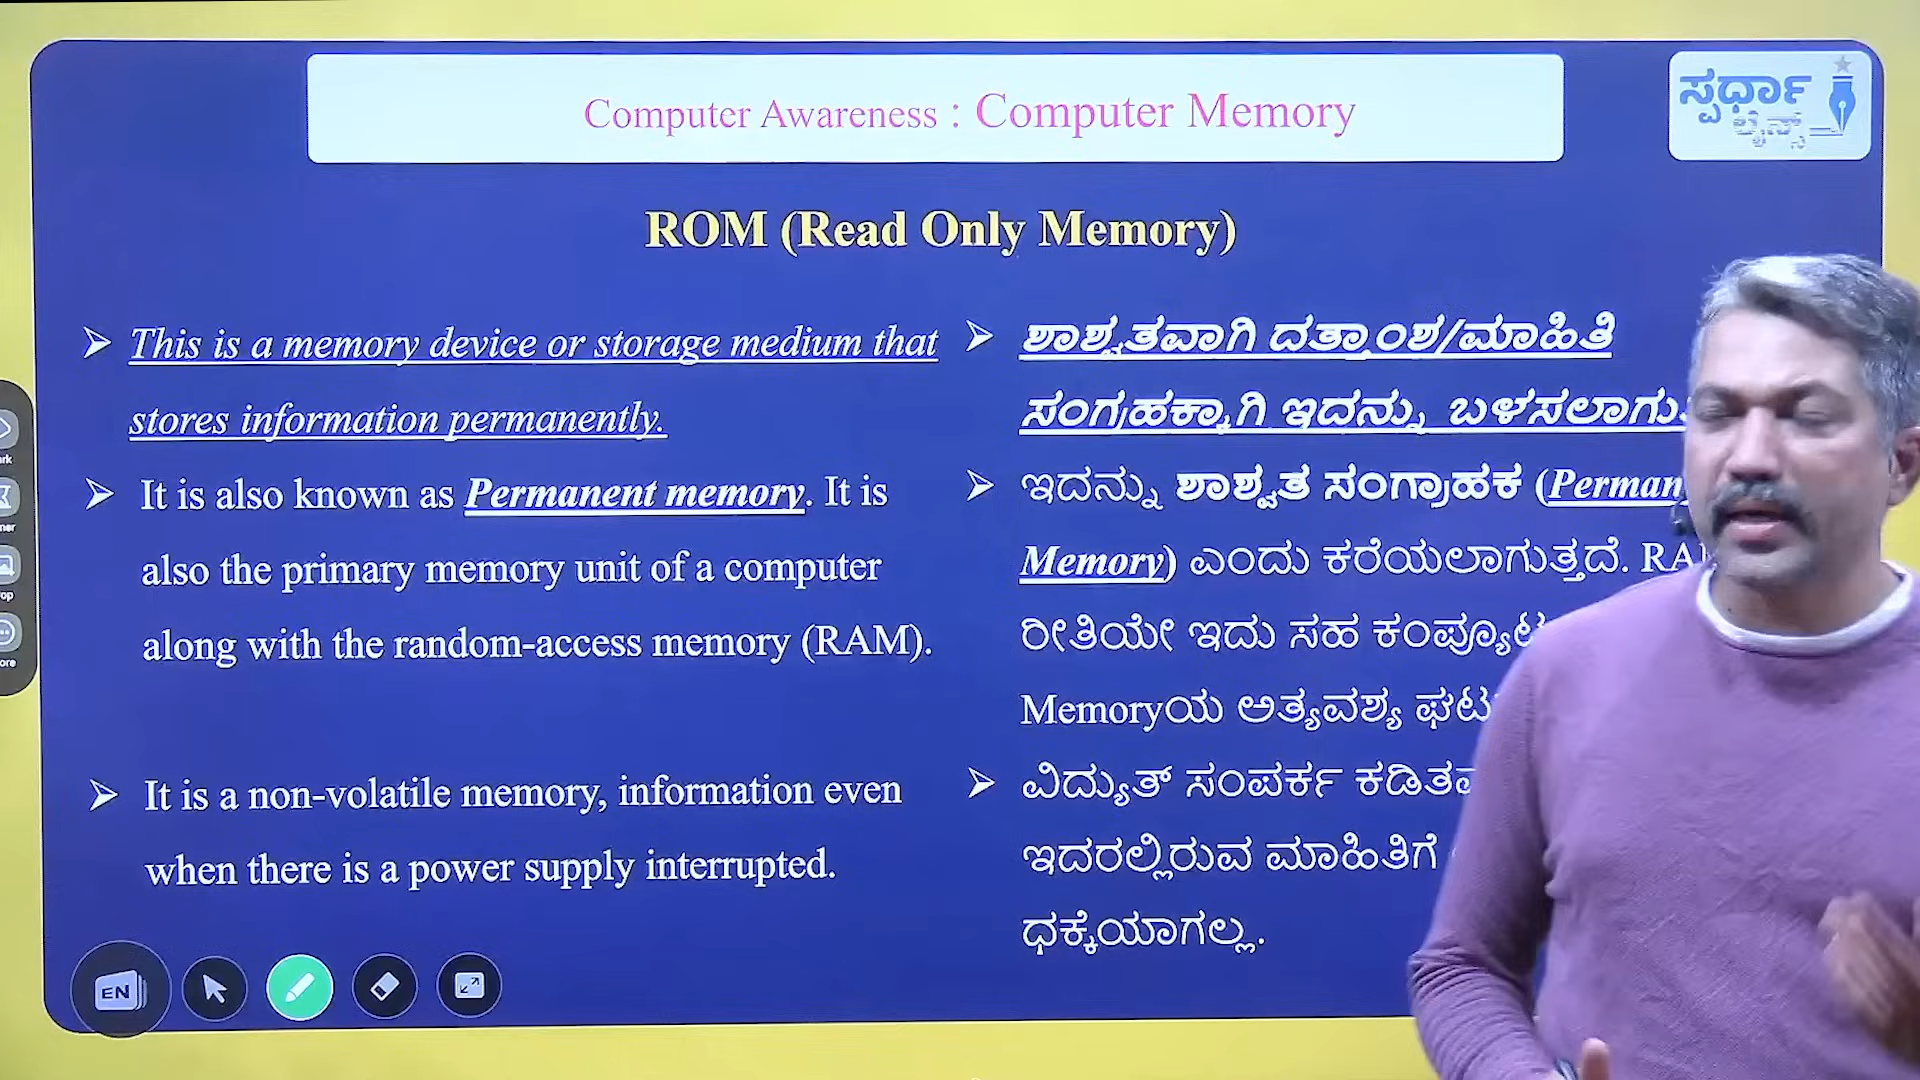 Computer Awareness : Computer Memory
ಸ್ಪರ್ಧಾ
ROM (Read Only Memory)
This is a memory device or storage medium that
stores information permanently.
It is also known as Permanent memory. It is
also the primary memory unit of a computer
along with the random-access memory (RAM).
It is a non-volatile memory, information even
when there is a power supply interrupted.
ಶಾಶ್ವತವಾಗಿ ದತ್ತಾಂಶ/ಮಾಹಿತಿ
ಸಂಗ್ರಹಕ್ಕಾಗಿ ಇದನ್ನು ಬಳಸಲಾಗು
ಇದನ್ನು ಶಾಶ್ವತ ಸಂಗ್ರಾಹಕ (Perman
Memory) ಎಂದು ಕರೆಯಲಾಗುತ್ತದೆ. RA
ರೀತಿಯೇ ಇದು ಸಹ ಕಂಪ್ಯೂಟ
Memoryಯ ಅತ್ಯವಶ್ಯ ಘಟ
ವಿದ್ಯುತ್ ಸಂಪರ್ಕ ಕಡಿತವ
ಇದರಲ್ಲಿರುವ ಮಾಹಿತಿಗೆ
ಧಕ್ಕೆಯಾಗಲ್ಲ.
EN